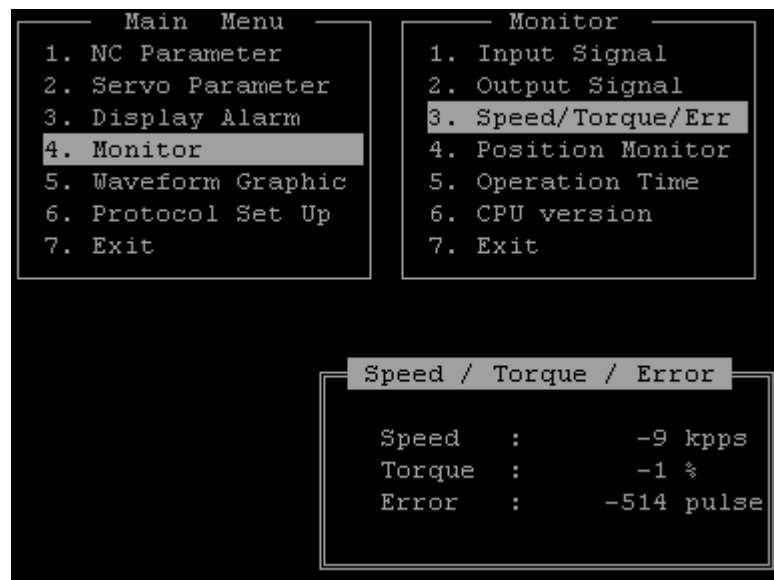 Main Menu
1. NC Parameter
2. Servo Parameter
3. Display Alarm
4. Monitor
5. Waveform Graphic
6. Protocol Set Up
7. Exit
Monitor
1. Input Signal
2. Output Signal
3. Speed/Torque/Err
4. Position Monitor
5. Operation Time
6. CPU version
7. Exit
Speed / Torque / Error
Speed : -9 kpps
Torque : -1 %
Error : -514 pulse